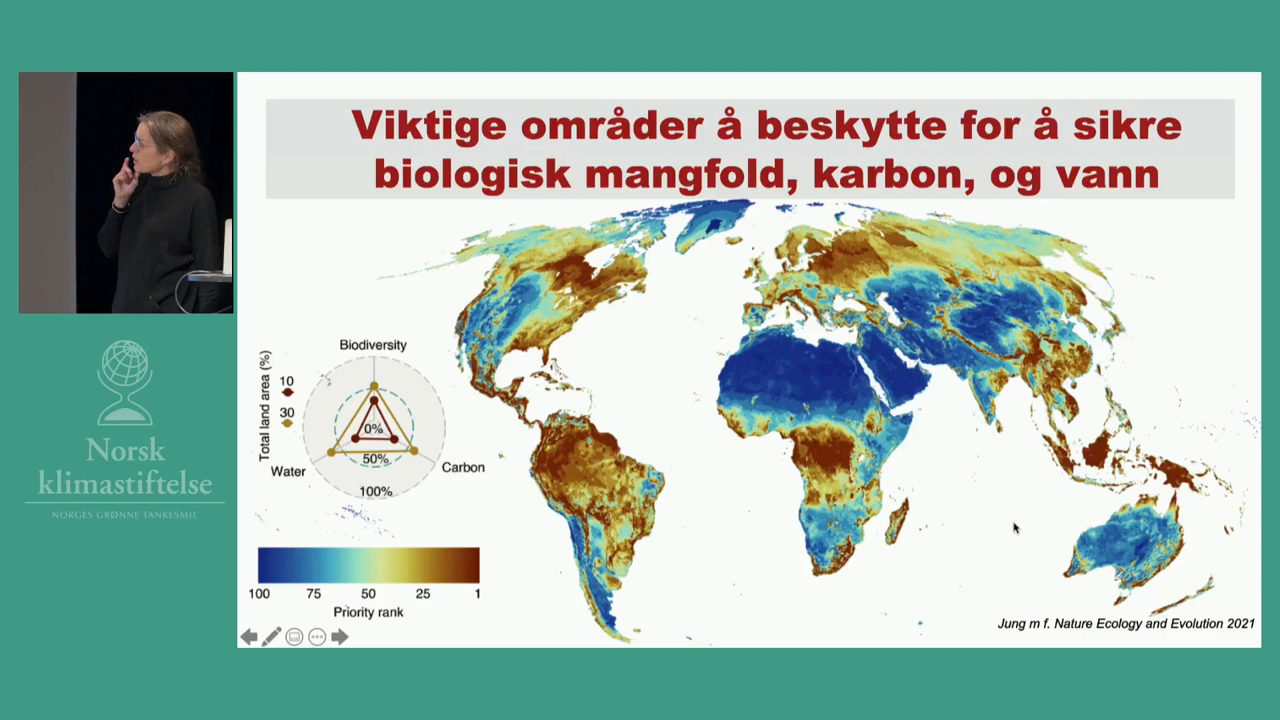 Viktige områder å beskytte for å sikre
biologisk mangfold, karbon, og vann
Biodiversity
Total land area (%)
10
30
0%
50%
100%
Water
Carbon
100 75 50 25 1
Priority rank
Jung m f. Nature Ecology and Evolution 2021
Norsk
klimastiftelse
NORGES GRØNNE TANKESMIE